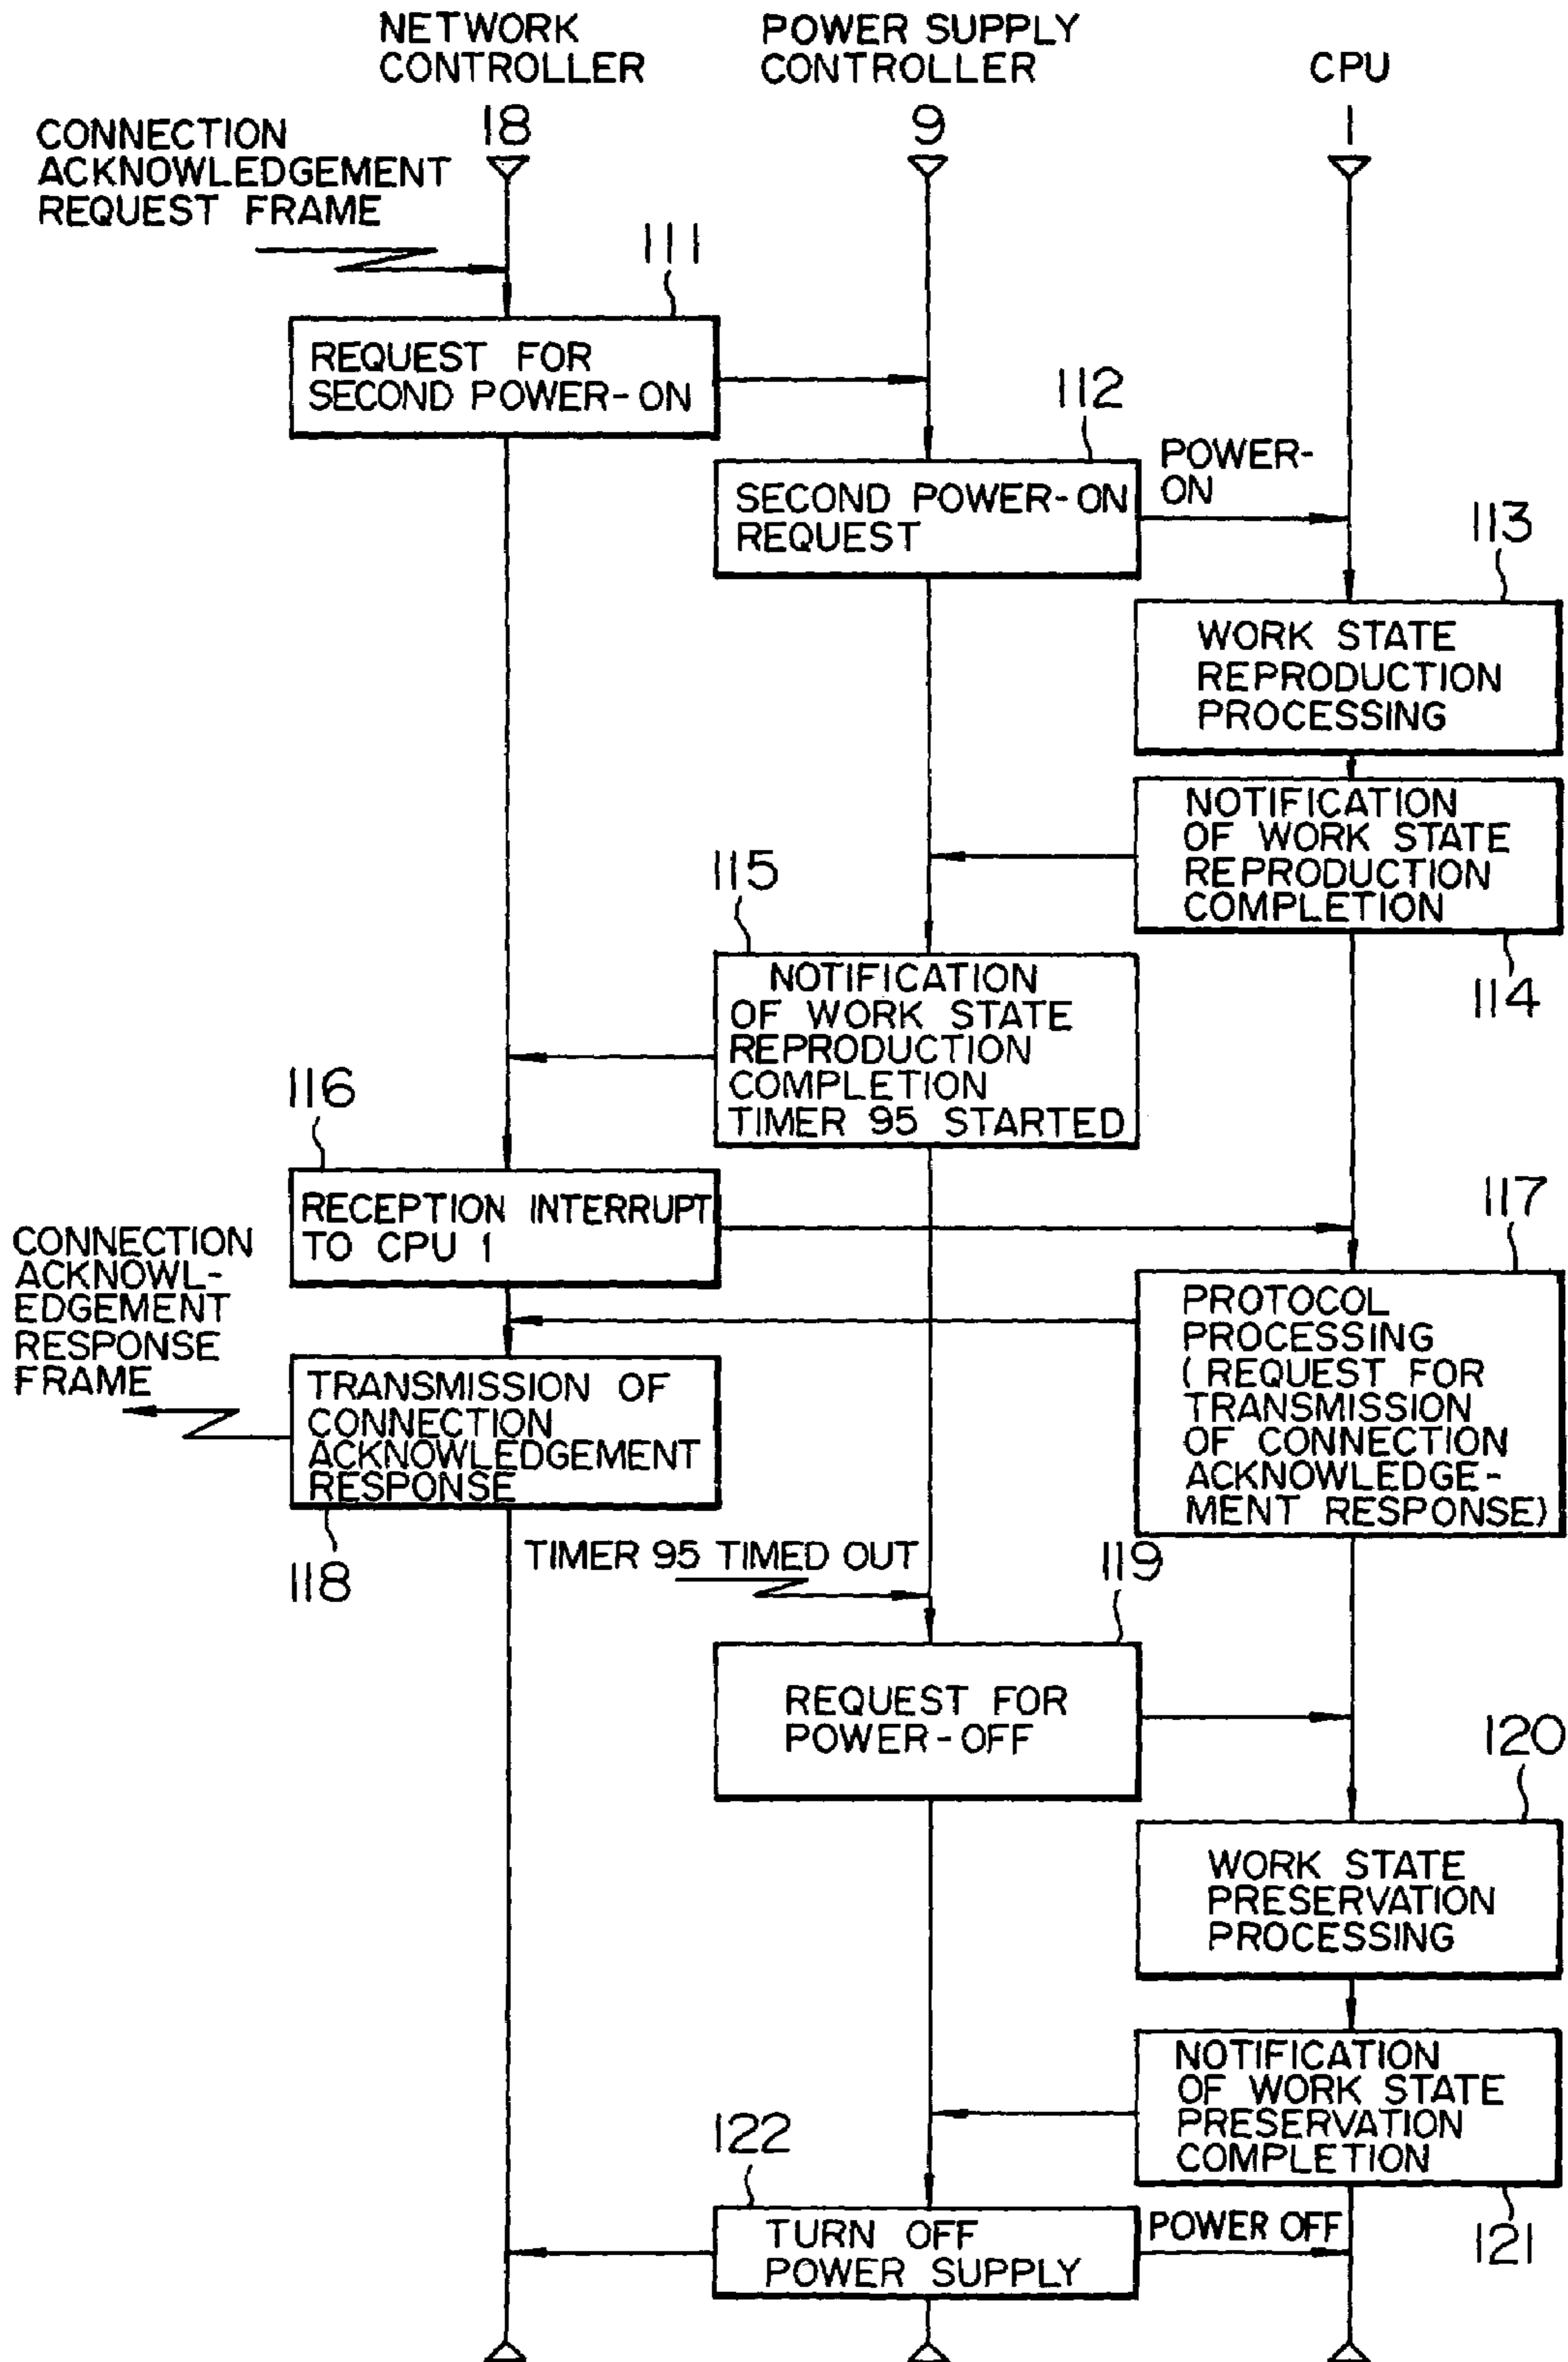 NETWORK
CONTROLLER
18
POWER SUPPLY
CONTROLLER
9
CPU
1
CONNECTION
ACKNOWLEDGEMENT
REQUEST FRAME
111
REQUEST FOR
SECOND POWER-ON
112
SECOND POWER-ON
REQUEST
POWER-
ON
113
WORK STATE
REPRODUCTION
PROCESSING
NOTIFICATION
OF WORK STATE
REPRODUCTION
COMPLETION
114
115
NOTIFICATION
OF WORK STATE
REPRODUCTION
COMPLETION
TIMER 95 STARTED
116
RECEPTION INTERRUPT
TO CPU 1
117
PROTOCOL
PROCESSING
(REQUEST FOR
TRANSMISSION
OF CONNECTION
ACKNOWLEDGE-
MENT RESPONSE)
CONNECTION
ACKNOWL-
EDGEMENT
RESPONSE
FRAME
TRANSMISSION OF
CONNECTION
ACKNOWLEDGEMENT
RESPONSE
118
TIMER 95 TIMED OUT
119
REQUEST FOR
POWER-OFF
120
WORK STATE
PRESERVATION
PROCESSING
NOTIFICATION
OF WORK STATE
PRESERVATION
COMPLETION
121
122
TURN OFF
POWER SUPPLY
POWER OFF